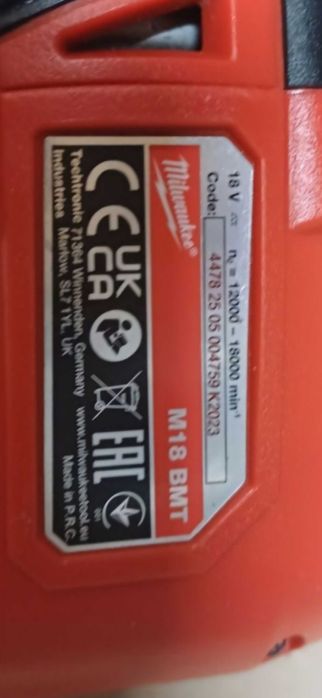 18 V n₀ = 12000 – 18000 min⁻¹
Code: 4478 25 05 004759 K2023
Milwaukee® M18 BMT
CE UK CA EAC
001
Techtronic 71364 Winnenden, Germany www.milwaukeetool.eu
Industries Marlow, SL7 1YL, UK Made in P.R.C.